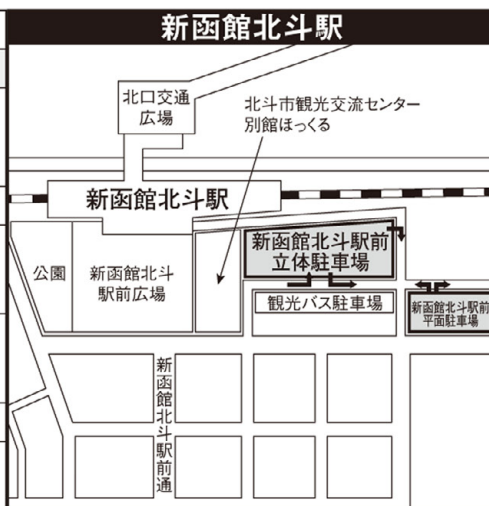 新函館北斗駅
北口交通
広場
北斗市観光交流センター
別館ほっくる
新函館北斗駅
公園
新函館北斗
駅前広場
新函館北斗駅前
立体駐車場
観光バス駐車場
新函館北斗駅前
平面駐車場
新函館北斗駅前通